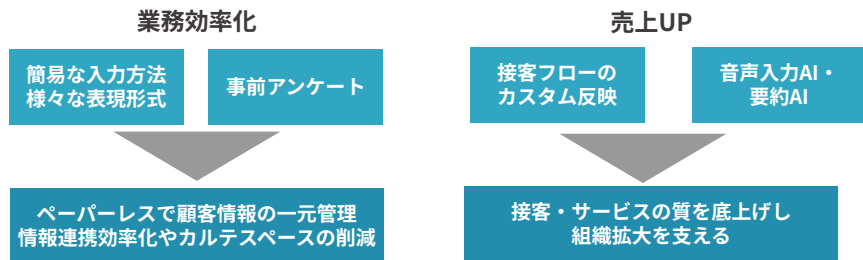 業務効率化
簡易な入力方法
様々な表現形式
事前アンケート
ペーパーレスで顧客情報の一元管理
情報連携効率化やカルテスペースの削減
売上UP
接客フローの
カスタム反映
音声入力AI・
要約AI
接客・サービスの質を底上げし
組織拡大を支える